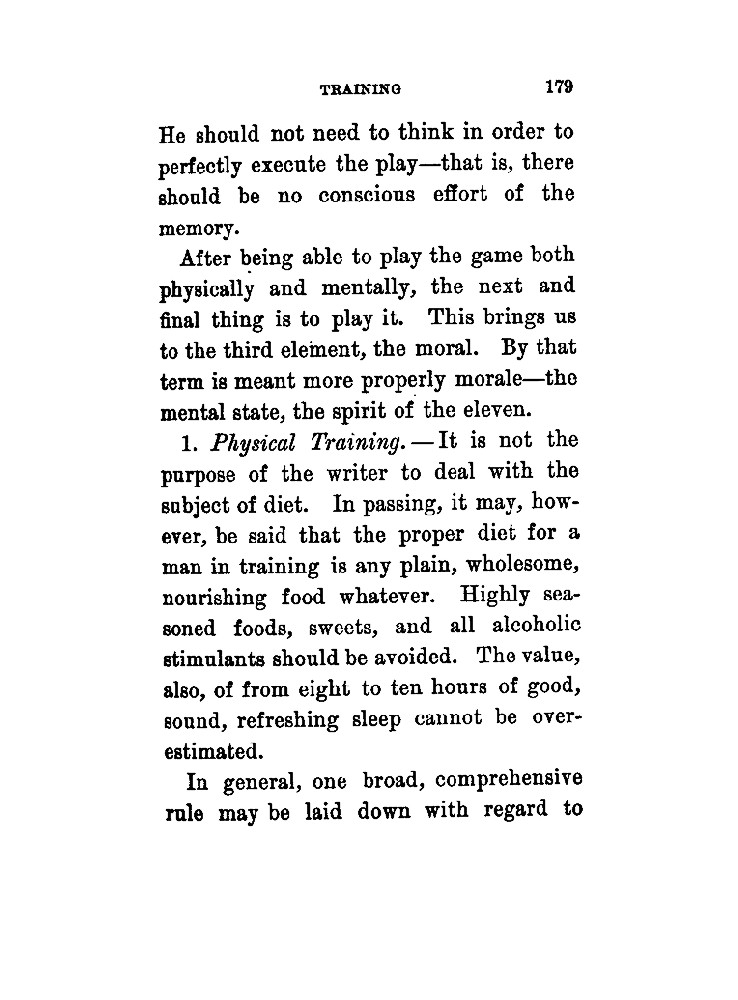 TRAINING 179
He should not need to think in order to
perfectly execute the play—that is, there
should be no conscious effort of the
memory.
After being able to play the game both
physically and mentally, the next and
final thing is to play it. This brings us
to the third element, the moral. By that
term is meant more properly morale—the
mental state, the spirit of the eleven.
1. Physical Training.—It is not the
purpose of the writer to deal with the
subject of diet. In passing, it may, how-
ever, be said that the proper diet for a
man in training is any plain, wholesome,
nourishing food whatever. Highly sea-
soned foods, sweets, and all alcoholic
stimulants should be avoided. The value,
also, of from eight to ten hours of good,
sound, refreshing sleep cannot be over-
estimated.
In general, one broad, comprehensive
rule may be laid down with regard to